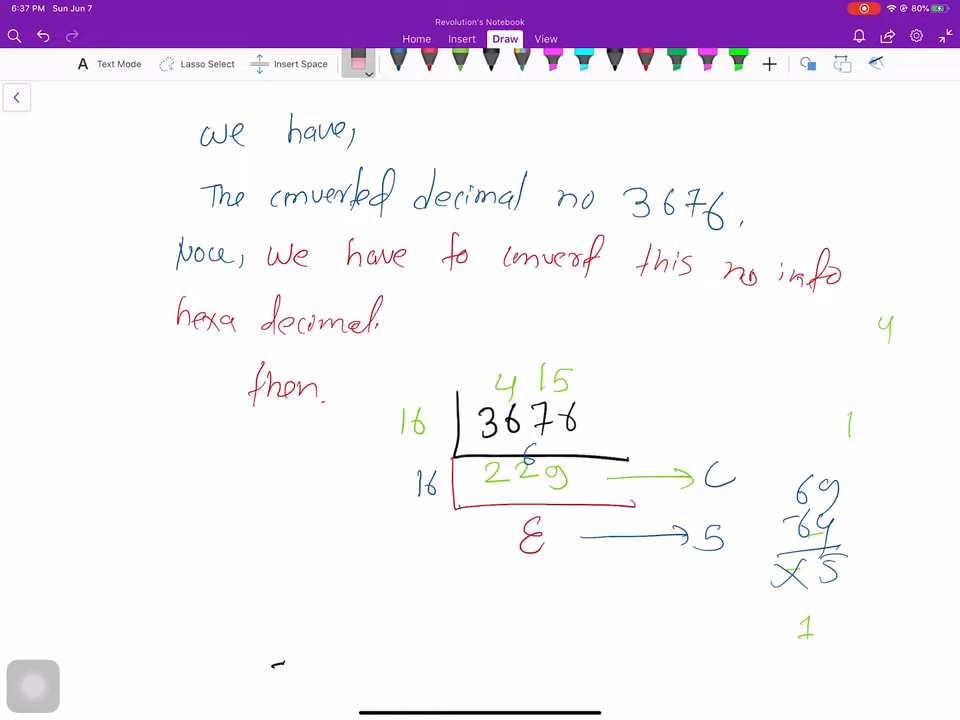 6:37 PM Sun Jun 7
80%
Revolution's Notebook
Home Insert Draw View
A Text Mode Lasso Select Insert Space
we have,
The converted decimal no 3676.
Now, we have to convert this no into
hexa decimal.
then.
4
4 15
16 3676
1
6
16 229 → C
69
-64
E → 5
x 5
1